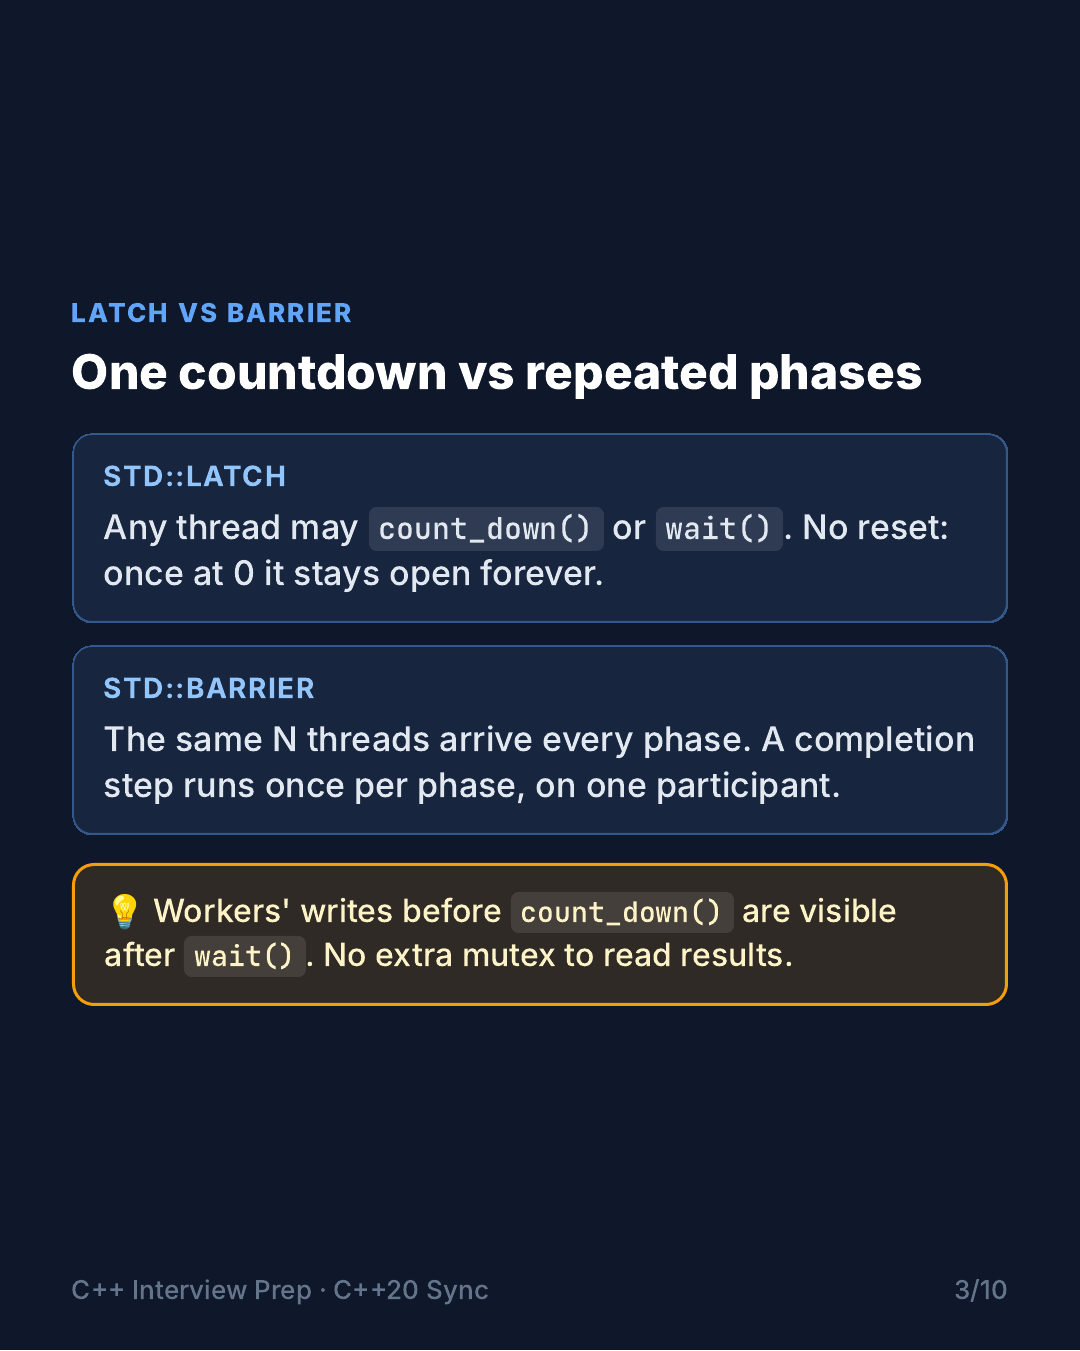 LATCH VS BARRIER
One countdown vs repeated phases
STD::LATCH
Any thread may count_down() or wait(). No reset:
once at 0 it stays open forever.
STD::BARRIER
The same N threads arrive every phase. A completion
step runs once per phase, on one participant.
💡 Workers' writes before count_down() are visible
after wait(). No extra mutex to read results.
C++ Interview Prep · C++20 Sync
3/10